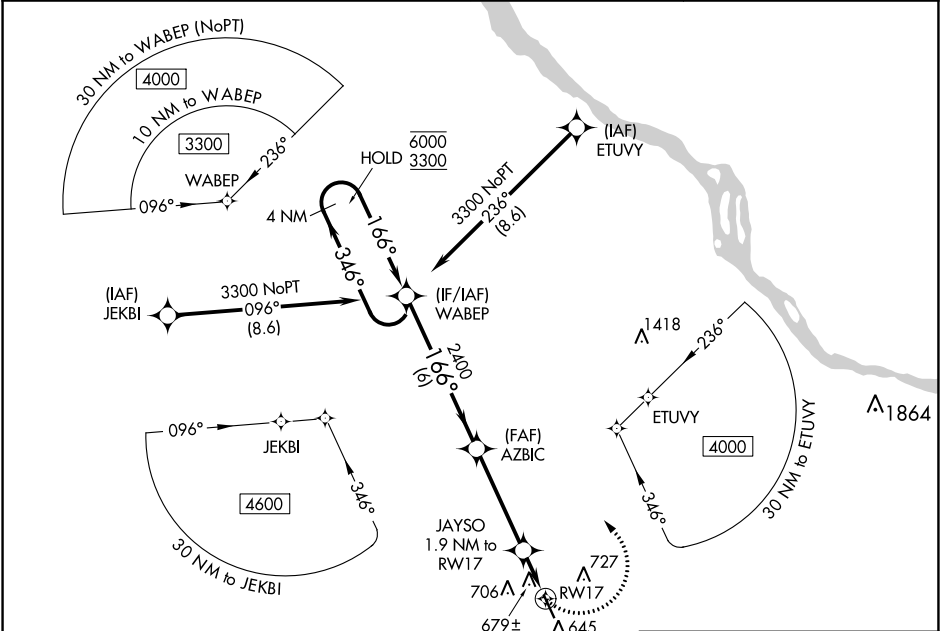 30 NM to WABEP (NoPT)
4000
10 NM to WABEP
3300
236°
WABEP
096°
HOLD
6000
3300
4 NM
166°
346°
(IAF)
ETUVY
3300 NoPT
236°
(8.6)
(IAF)
JEKBI
3300 NoPT
096°
(8.6)
(IF/IAF)
WABEP
2400
166°
(6)
1418
236°
ETUVY
4000
346°
30 NM to ETUVY
1864
096°
JEKBI
4600
346°
30 NM to JEKBI
(FAF)
AZBIC
JAYSO
1.9 NM to
RW17
727
706
RW17
679±
645